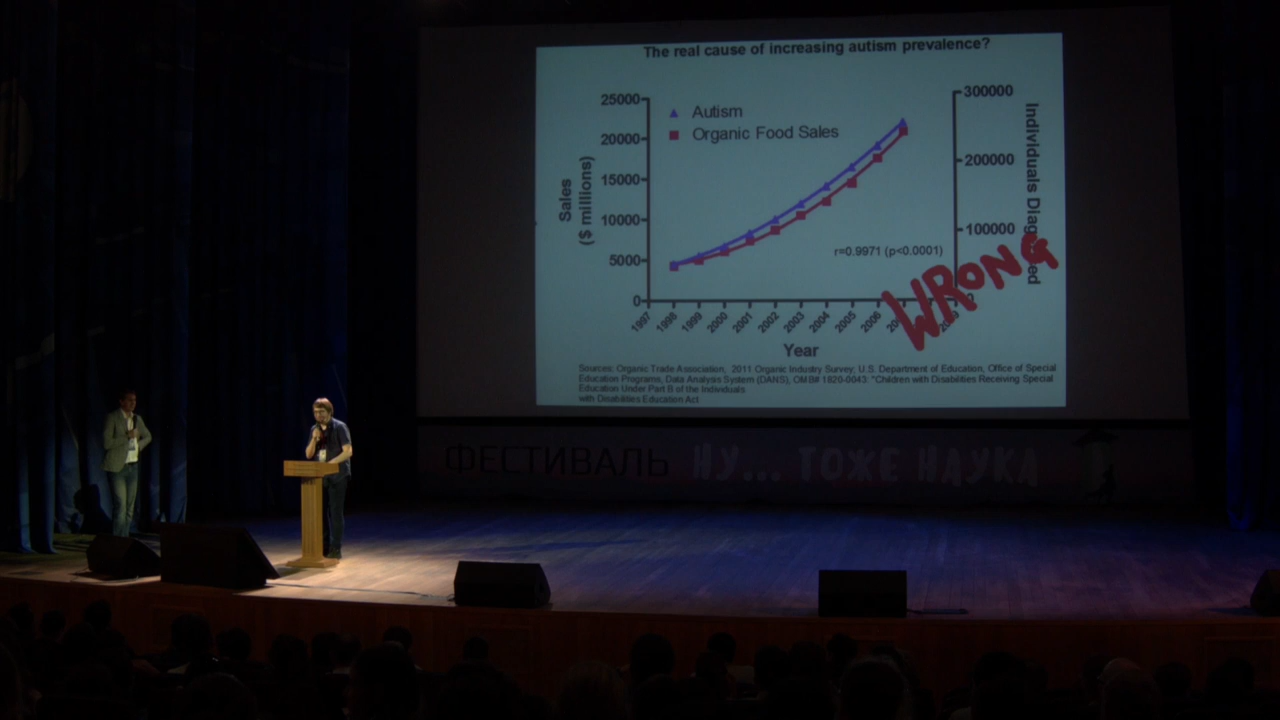 The real cause of increasing autism prevalence?
25000
20000
15000
10000
5000
0
Sales
($ millions)
Autism
Organic Food Sales
r=0.9971 (p<0.0001)
300000
200000
100000
Individuals Diagnosed
WRONG
1997
1998
1999
2000
2001
2002
2003
2004
2005
2006
Year
Sources: Organic Trade Association, 2011 Organic Industry Survey; U.S. Department of Education, Office of Special
Education Programs, Data Analysis System (DANS), OMB# 1820-0043: "Children with Disabilities Receiving Special
Education Under Part B of the Individuals
with Disabilities Education Act
ФЕСТИВАЛЬ НУ... ТОЖЕ НАУКА